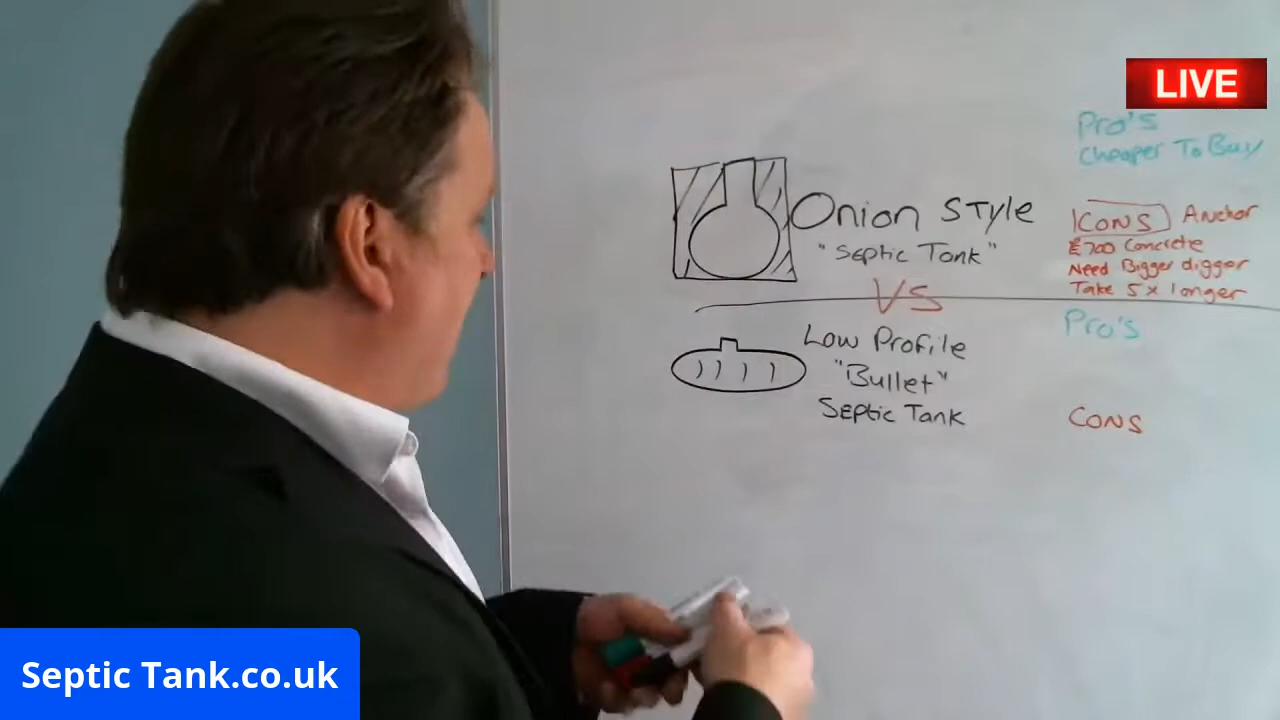 LIVE
Pro's
Cheaper To Buy
Onion Style
"Septic Tank"
CONS Anchor
£700 Concrete
Need Bigger digger
Take 5x longer
VS
Pro's
Low Profile
"Bullet"
Septic Tank
CONS
Septic Tank.co.uk